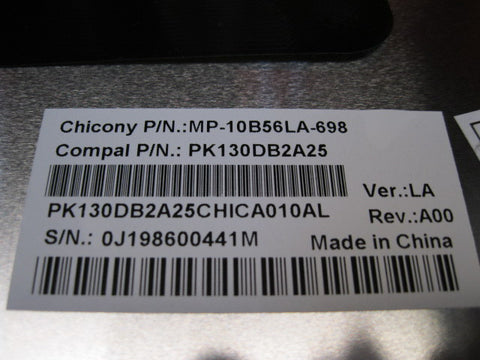 Chicony P/N.:MP-10B56LA-698
Compal P/N.: PK130DB2A25
Ver.:LA
PK130DB2A25CHICA010AL
Rev.:A00
S/N.: 0J198600441M
Made in China